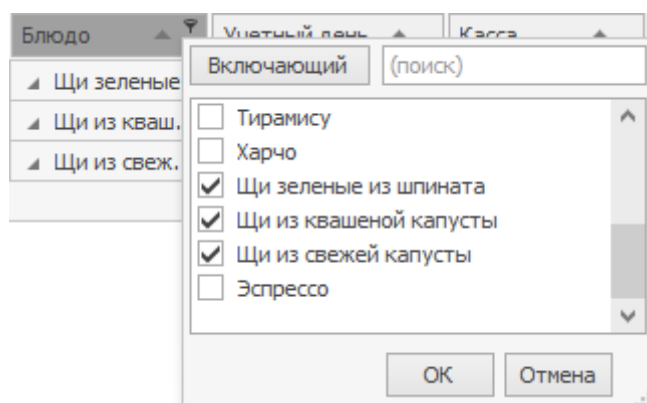 Блюдо Учетный день Касса
Включающий (поиск)
Щи зеленые
Щи из кваш.
Щи из свеж.
Тирамису
Харчо
Щи зеленые из шпината
Щи из квашеной капусты
Щи из свежей капусты
Эспрессо
ОК Отмена